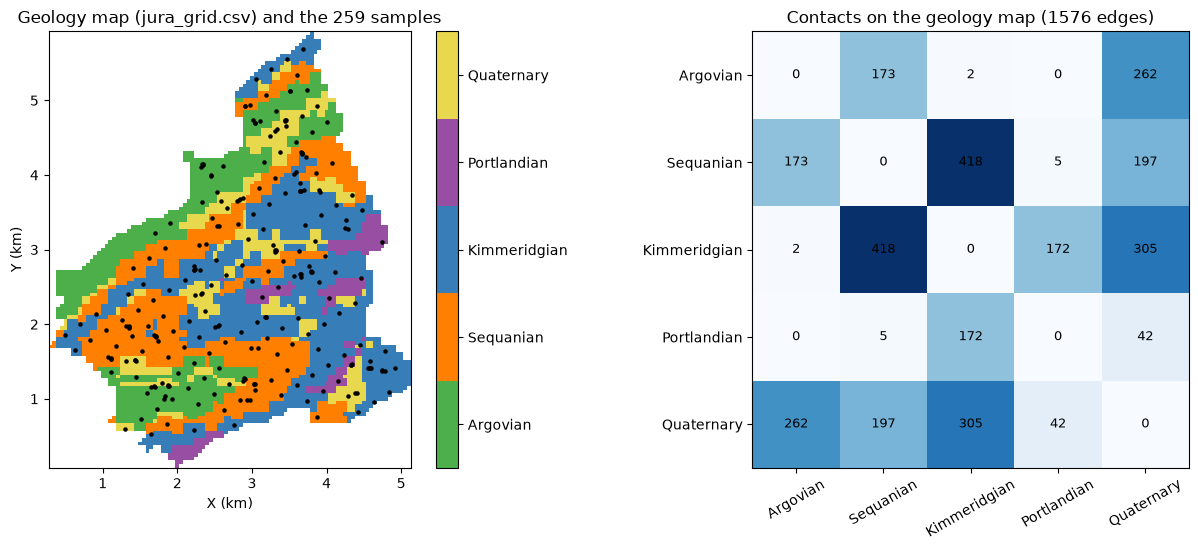 Geology map (jura_grid.csv) and the 259 samples
Y (km)
5
4
3
2
1
1 2 3 4 5
X (km)
Quaternary
Portlandian
Kimmeridgian
Sequanian
Argovian
Contacts on the geology map (1576 edges)
Argovian 0 173 2 0 262
Sequanian 173 0 418 5 197
Kimmeridgian 2 418 0 172 305
Portlandian 0 5 172 0 42
Quaternary 262 197 305 42 0
Argovian Sequanian Kimmeridgian Portlandian Quaternary